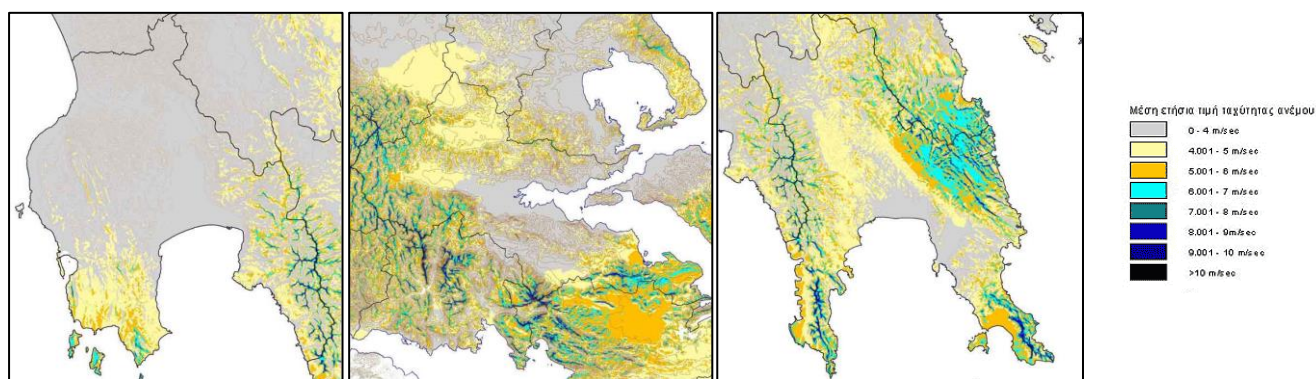 Μέση ετήσια τιμή ταχύτητας ανέμου
0 - 4 m/sec
4.001 - 5 m/sec
5.001 - 6 m/sec
6.001 - 7 m/sec
7.001 - 8 m/sec
8.001 - 9m/sec
9.001 - 10 m/sec
>10 m/sec